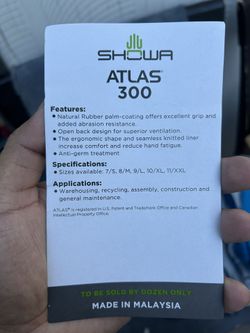 SHOWA
ATLAS®
300
Features:
• Natural Rubber palm-coating offers excellent grip and
added abrasion resistance.
• Open back design for superior ventilation.
• The ergonomic shape and seamless knitted liner
increase comfort and reduce hand fatigue.
• Anti-germ treatment
Specifications:
• Sizes available: 7/S, 8/M, 9/L, 10/XL, 11/XXL
Applications:
• Warehousing, recycling, assembly, construction and
general maintenance.
ATLAS® is registered in U.S. Patent and Trademark Office and Canadian
Intellectual Property Office.
TO BE SOLD BY DOZEN ONLY
MADE IN MALAYSIA